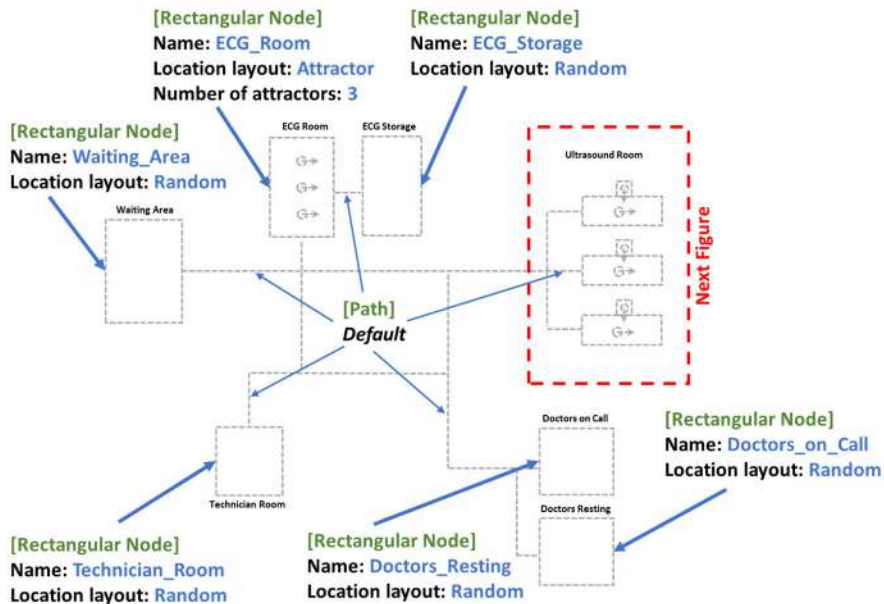 [Rectangular Node]
Name: ECG_Room
Location layout: Attractor
Number of attractors: 3
[Rectangular Node]
Name: ECG_Storage
Location layout: Random
[Rectangular Node]
Name: Waiting_Area
Location layout: Random
ECG Room
ECG Storage
Ultrasound Room
Waiting Area
Next Figure
[Path]
Default
Doctors on Call
[Rectangular Node]
Name: Doctors_on_Call
Location layout: Random
Technician Room
Doctors Resting
[Rectangular Node]
Name: Technician_Room
Location layout: Random
[Rectangular Node]
Name: Doctors_Resting
Location layout: Random